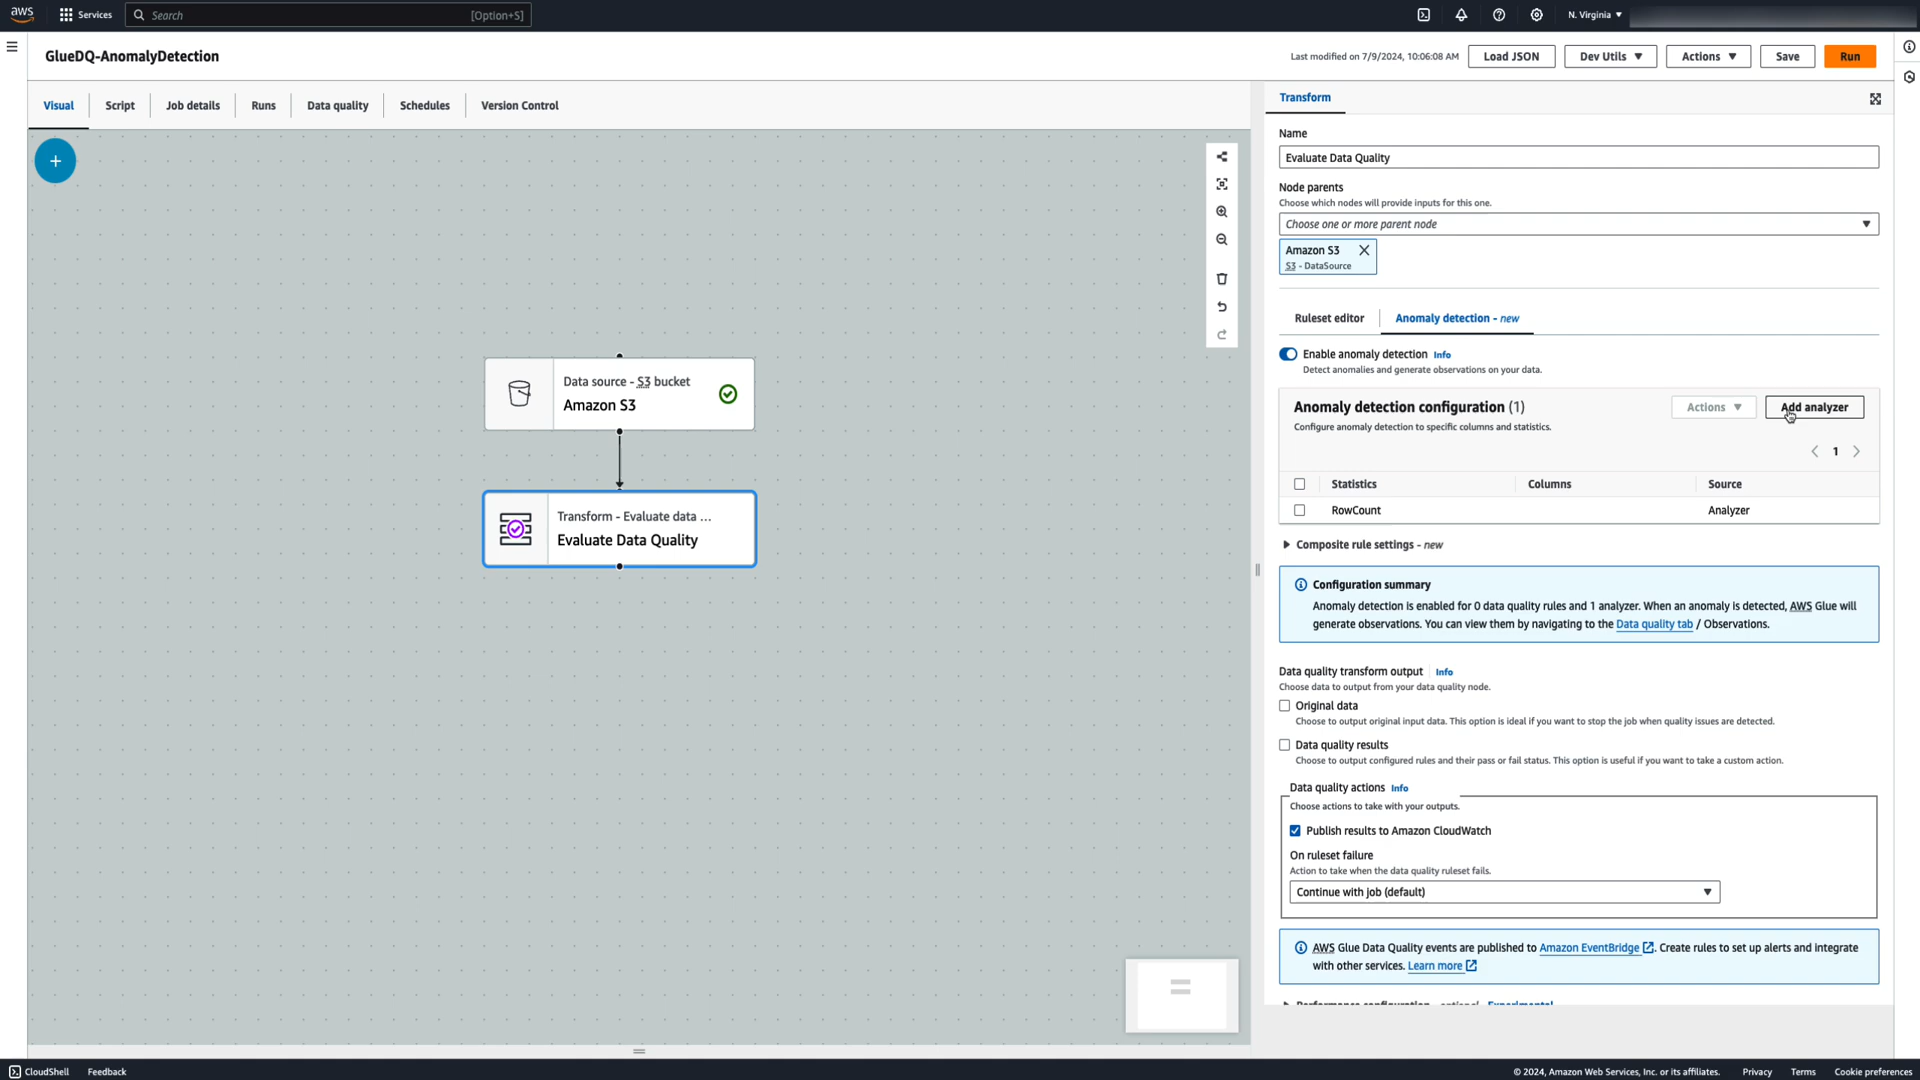 aws
Services
Search
[Option+S]
N. Virginia
GlueDQ-AnomalyDetection
Last modified on 7/9/2024, 10:06:08 AM
Load JSON
Dev Utils
Actions
Save
Run
Visual
Script
Job details
Runs
Data quality
Schedules
Version Control
Data source - S3 bucket
Amazon S3
Transform - Evaluate data ...
Evaluate Data Quality
Transform
Name
Evaluate Data Quality
Node parents
Choose which nodes will provide inputs for this one.
Choose one or more parent node
Amazon S3
S3 - DataSource
Ruleset editor
Anomaly detection - new
Enable anomaly detection Info
Detect anomalies and generate observations on your data.
Anomaly detection configuration (1)
Actions
Add analyzer
Configure anomaly detection to specific columns and statistics.
1
Statistics
Columns
Source
RowCount
Analyzer
Composite rule settings - new
Configuration summary
Anomaly detection is enabled for 0 data quality rules and 1 analyzer. When an anomaly is detected, AWS Glue will
generate observations. You can view them by navigating to the Data quality tab / Observations.
Data quality transform output Info
Choose data to output from your data quality node.
Original data
Choose to output original input data. This option is ideal if you want to stop the job when quality issues are detected.
Data quality results
Choose to output configured rules and their pass or fail status. This option is useful if you want to take a custom action.
Data quality actions Info
Choose actions to take with your outputs.
Publish results to Amazon CloudWatch
On ruleset failure
Action to take when the data quality ruleset fails.
Continue with job (default)
AWS Glue Data Quality events are published to Amazon EventBridge. Create rules to set up alerts and integrate
with other services. Learn more
Performance configuration - optional Experimental
CloudShell
Feedback
© 2024, Amazon Web Services, Inc. or its affiliates.
Privacy
Terms
Cookie preferences